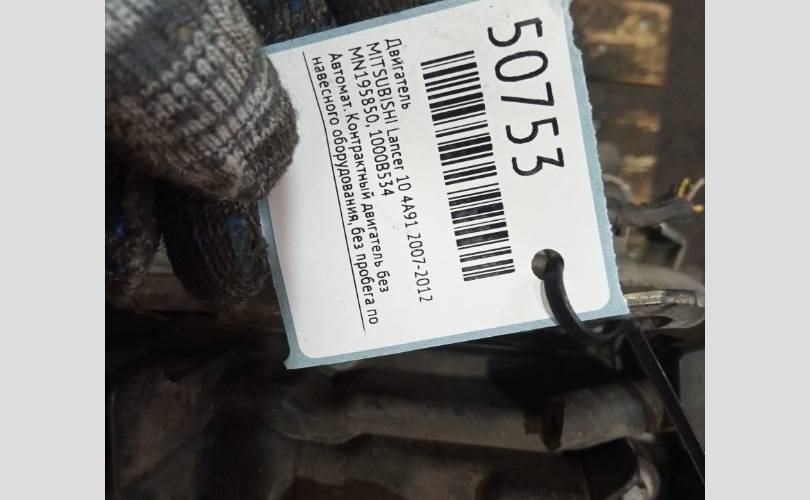 50753
Двигатель
MITSUBISHI Lancer 10 4A91 2007-2012
MN195850, 1000B534
Автомат. Контрактный двигатель без
навесного оборудования, без пробега по